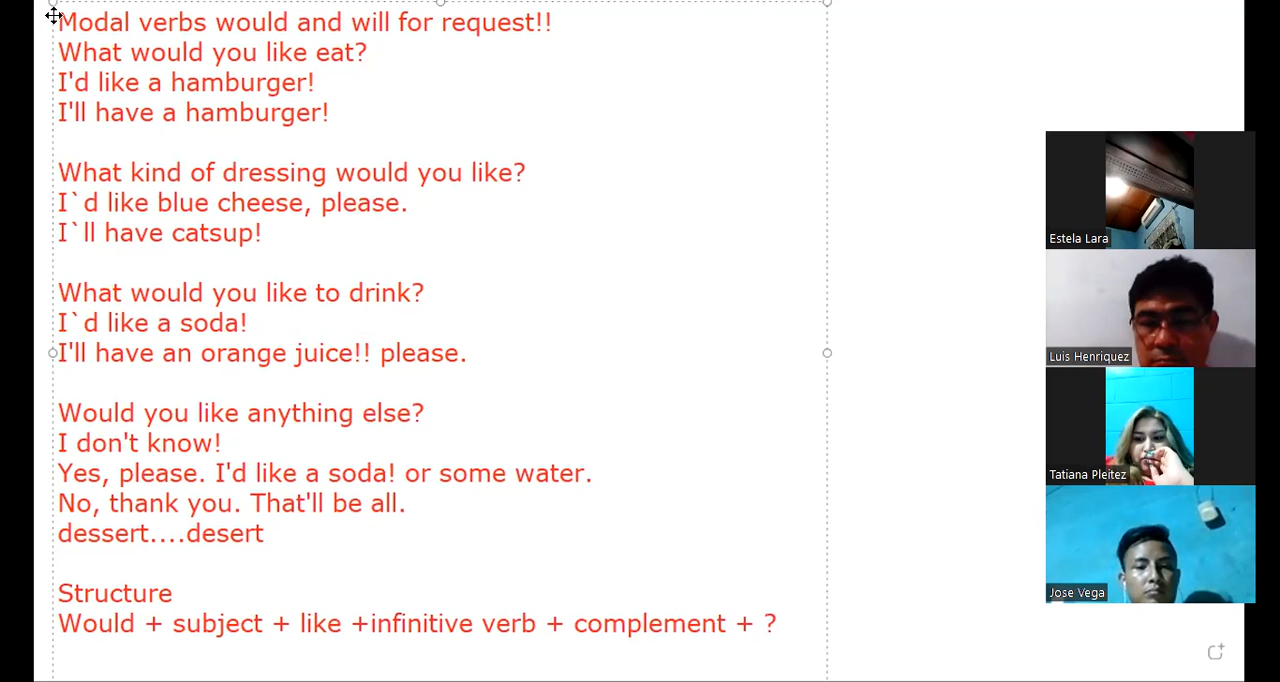 Modal verbs would and will for request!!
What would you like eat?
I'd like a hamburger!
I'll have a hamburger!
What kind of dressing would you like?
I`d like blue cheese, please.
I`ll have catsup!
What would you like to drink?
I`d like a soda!
I'll have an orange juice!! please.
Would you like anything else?
I don't know!
Yes, please. I'd like a soda! or some water.
No, thank you. That'll be all.
dessert....desert
Structure
Would + subject + like +infinitive verb + complement + ?
Estela Lara
Luis Henriquez
Tatiana Pleitez
Jose Vega